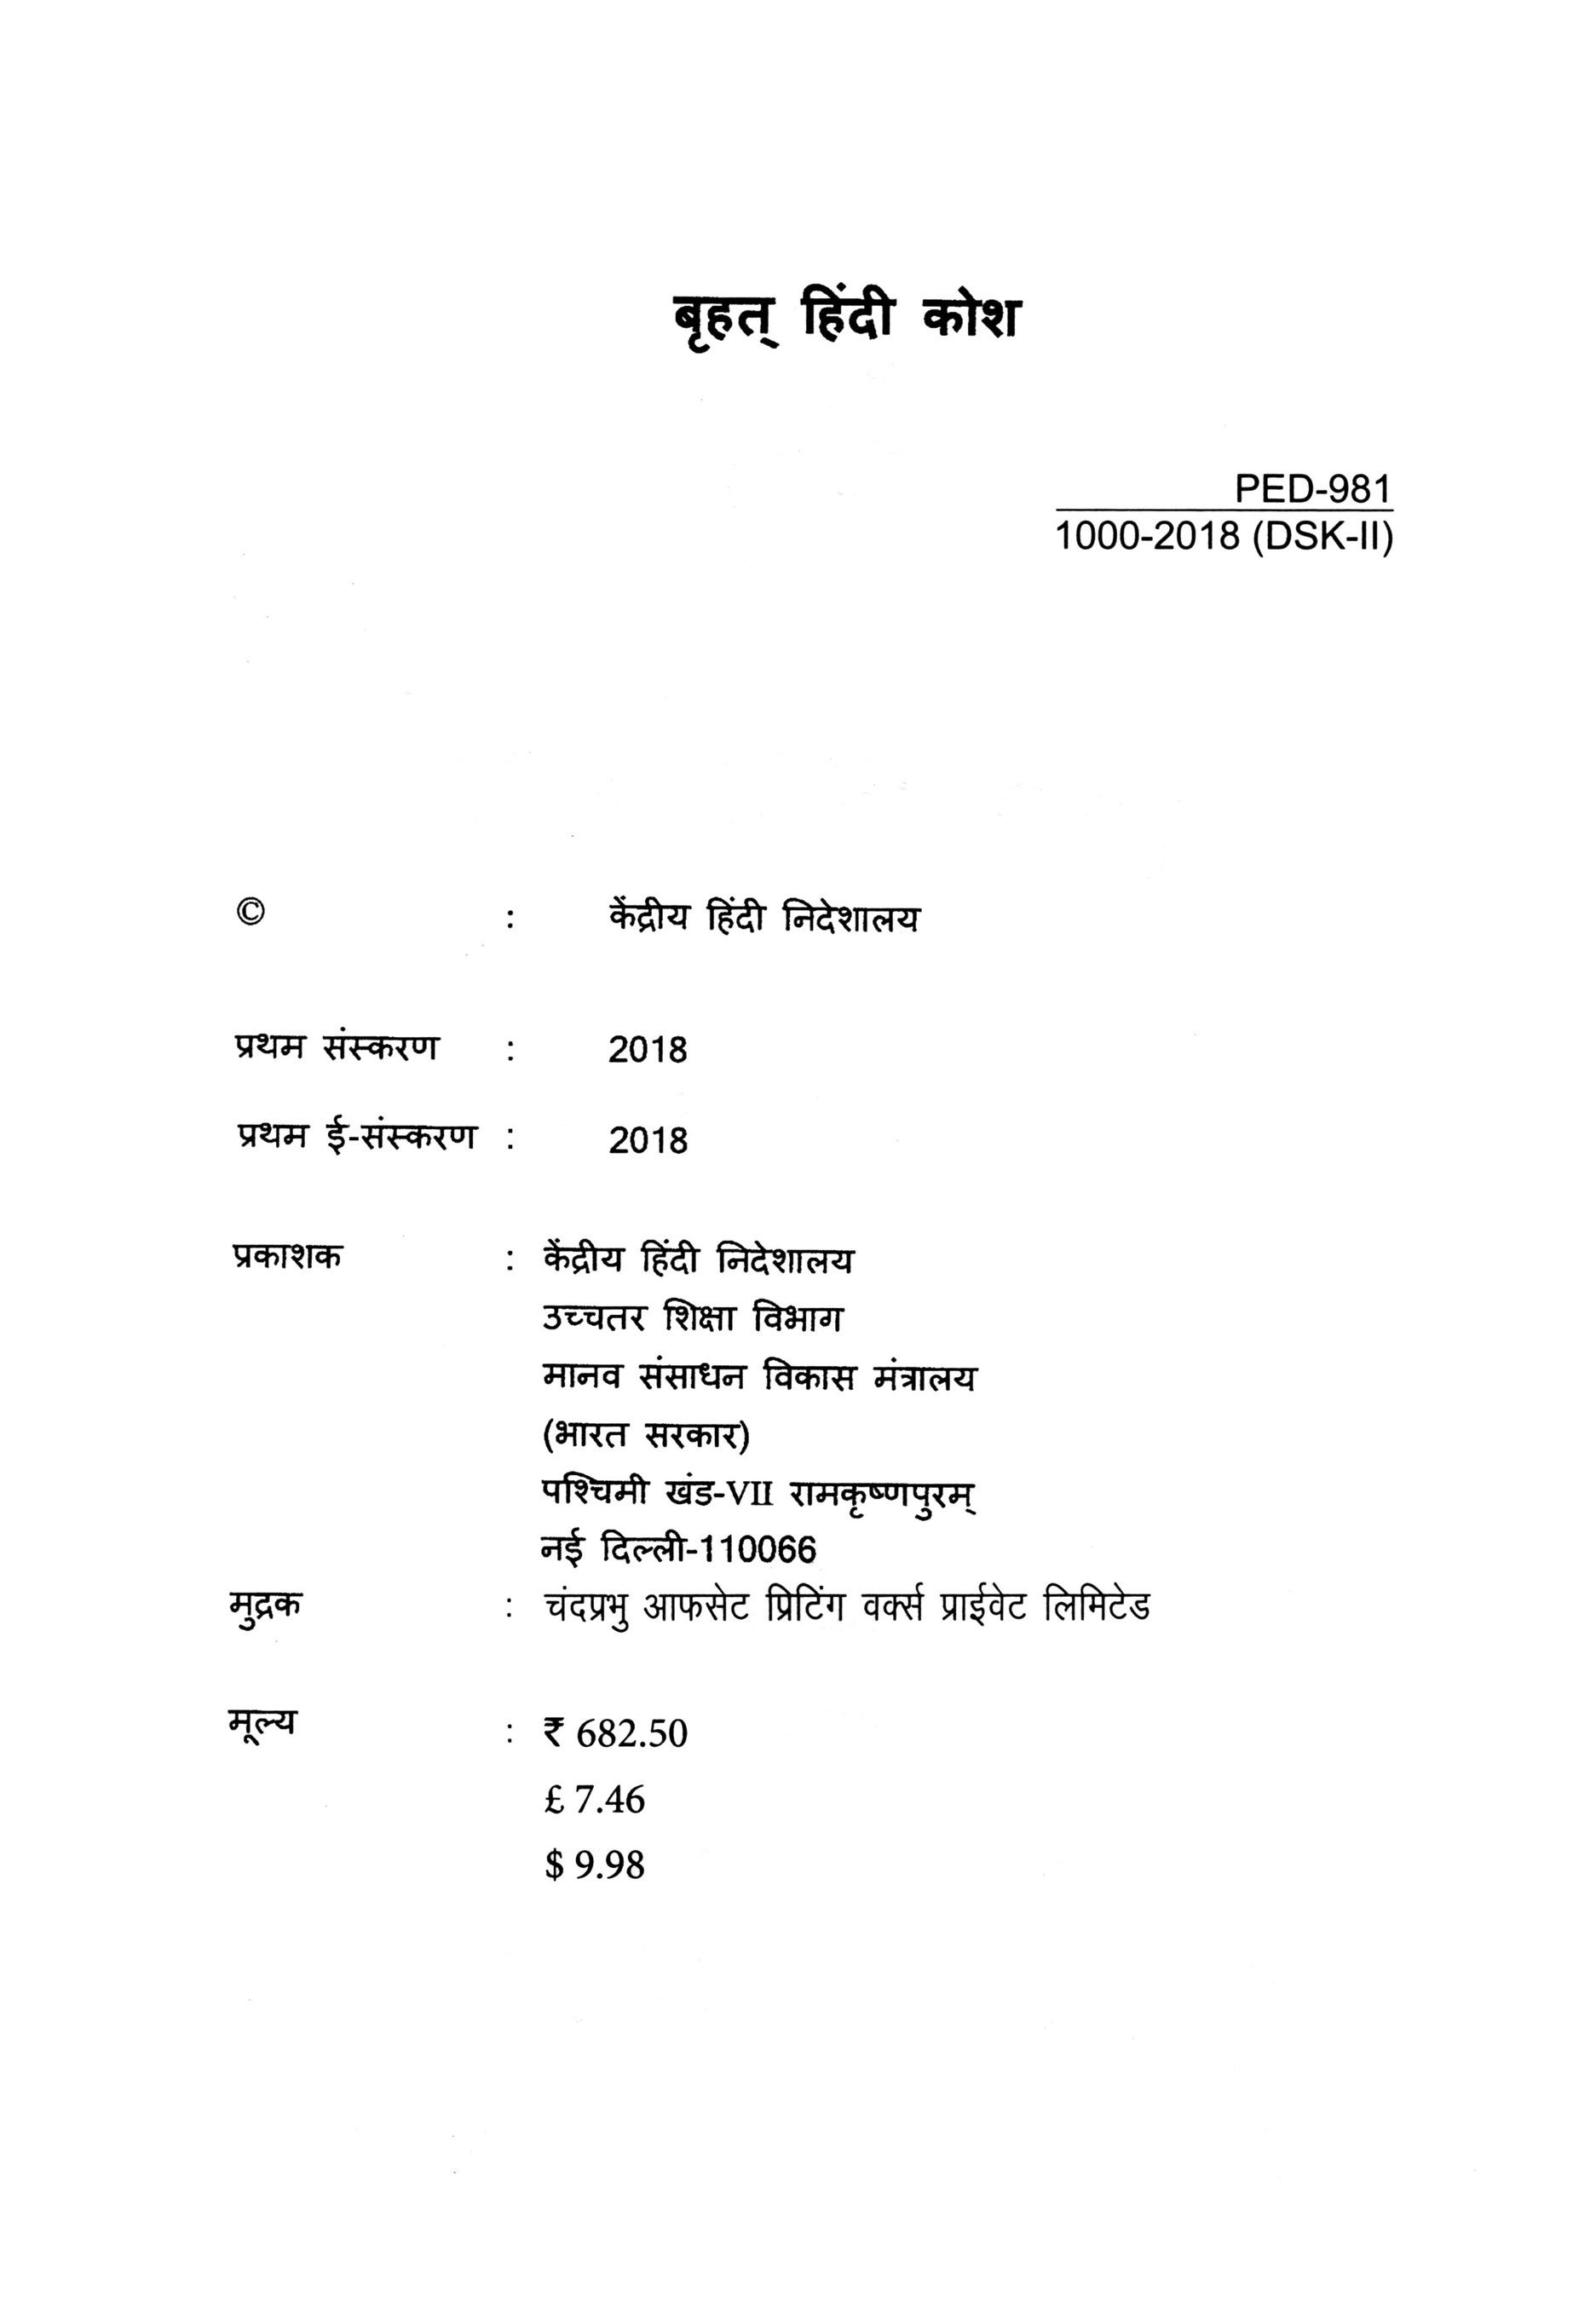 बृहत् हिंदी कोश
PED-981
1000-2018 (DSK-II)
© : केंद्रीय हिंदी निदेशालय
प्रथम संस्करण : 2018
प्रथम ई-संस्करण : 2018
प्रकाशक : केंद्रीय हिंदी निदेशालय
उच्चतर शिक्षा विभाग
मानव संसाधन विकास मंत्रालय
(भारत सरकार)
पश्चिमी खंड-VII रामकृष्णपुरम्
नई दिल्ली-110066
मुद्रक : चंदप्रभु आफसेट प्रिटिंग वर्क्स प्राईवेट लिमिटेड
मूल्य : ₹ 682.50
£ 7.46
$ 9.98